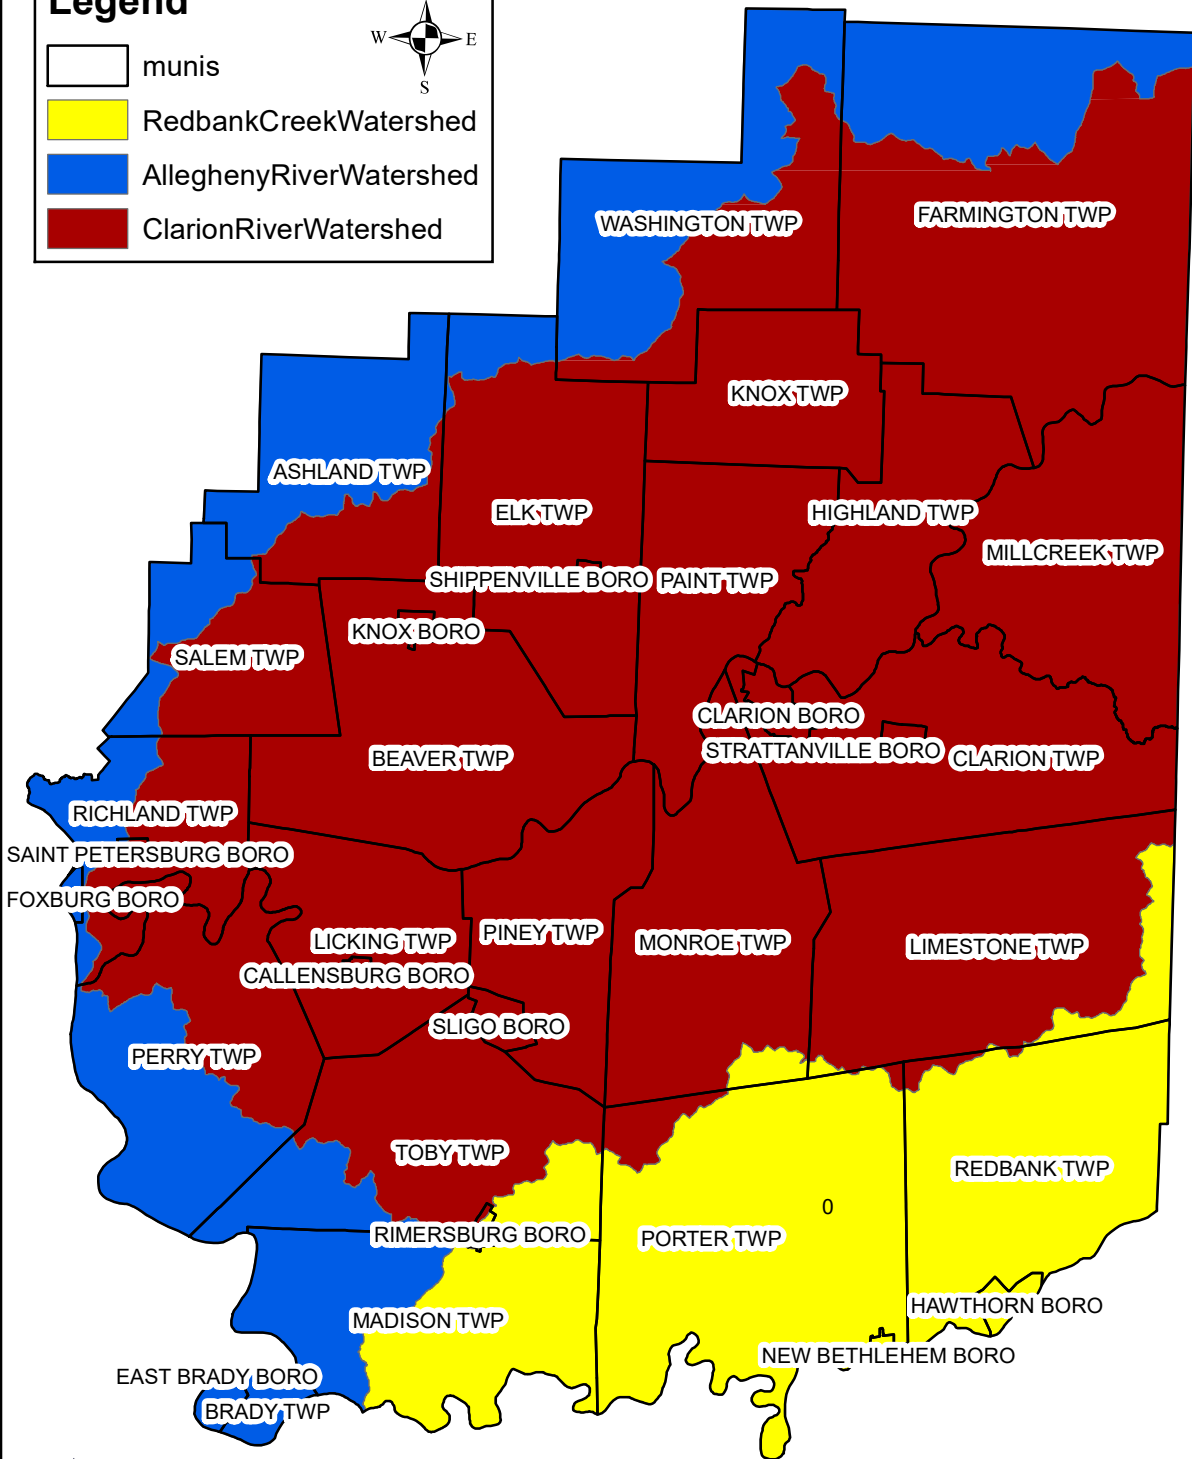 Legend
W
E
S
munis
RedbankCreekWatershed
AlleghenyRiverWatershed
ClarionRiverWatershed
WASHINGTON TWP
FARMINGTON TWP
KNOX TWP
ASHLAND TWP
ELK TWP
HIGHLAND TWP
MILLCREEK TWP
SHIPPENVILLE BORO
PAINT TWP
KNOX BORO
SALEM TWP
CLARION BORO
STRATTANVILLE BORO
CLARION TWP
BEAVER TWP
RICHLAND TWP
SAINT PETERSBURG BORO
FOXBURG BORO
LICKING TWP
PINEY TWP
MONROE TWP
LIMESTONE TWP
CALLENSBURG BORO
SLIGO BORO
PERRY TWP
TOBY TWP
REDBANK TWP
0
RIMERSBURG BORO
PORTER TWP
MADISON TWP
HAWTHORN BORO
NEW BETHLEHEM BORO
EAST BRADY BORO
BRADY TWP